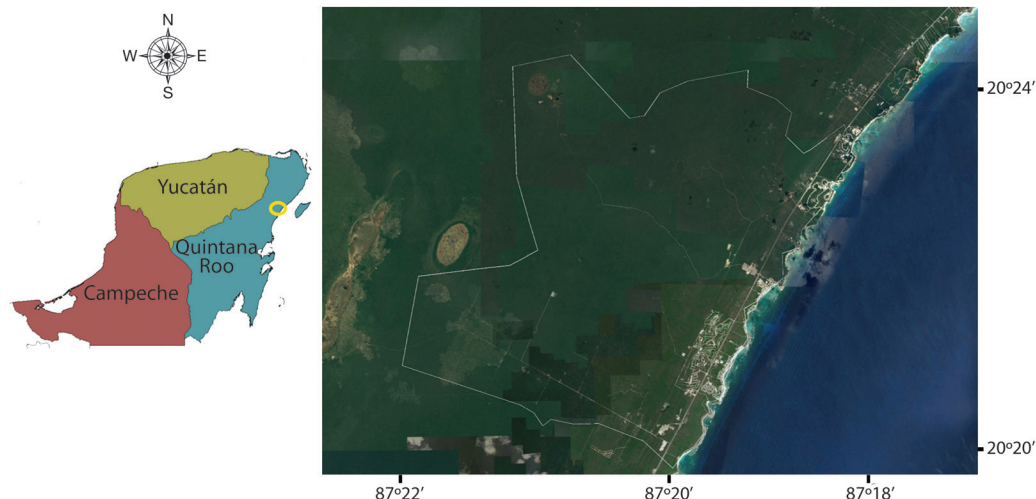 N
W E
S
Yucatán
Quintana
Roo
Campeche
20º24'
20º20'
87º22' 87º20' 87º18'